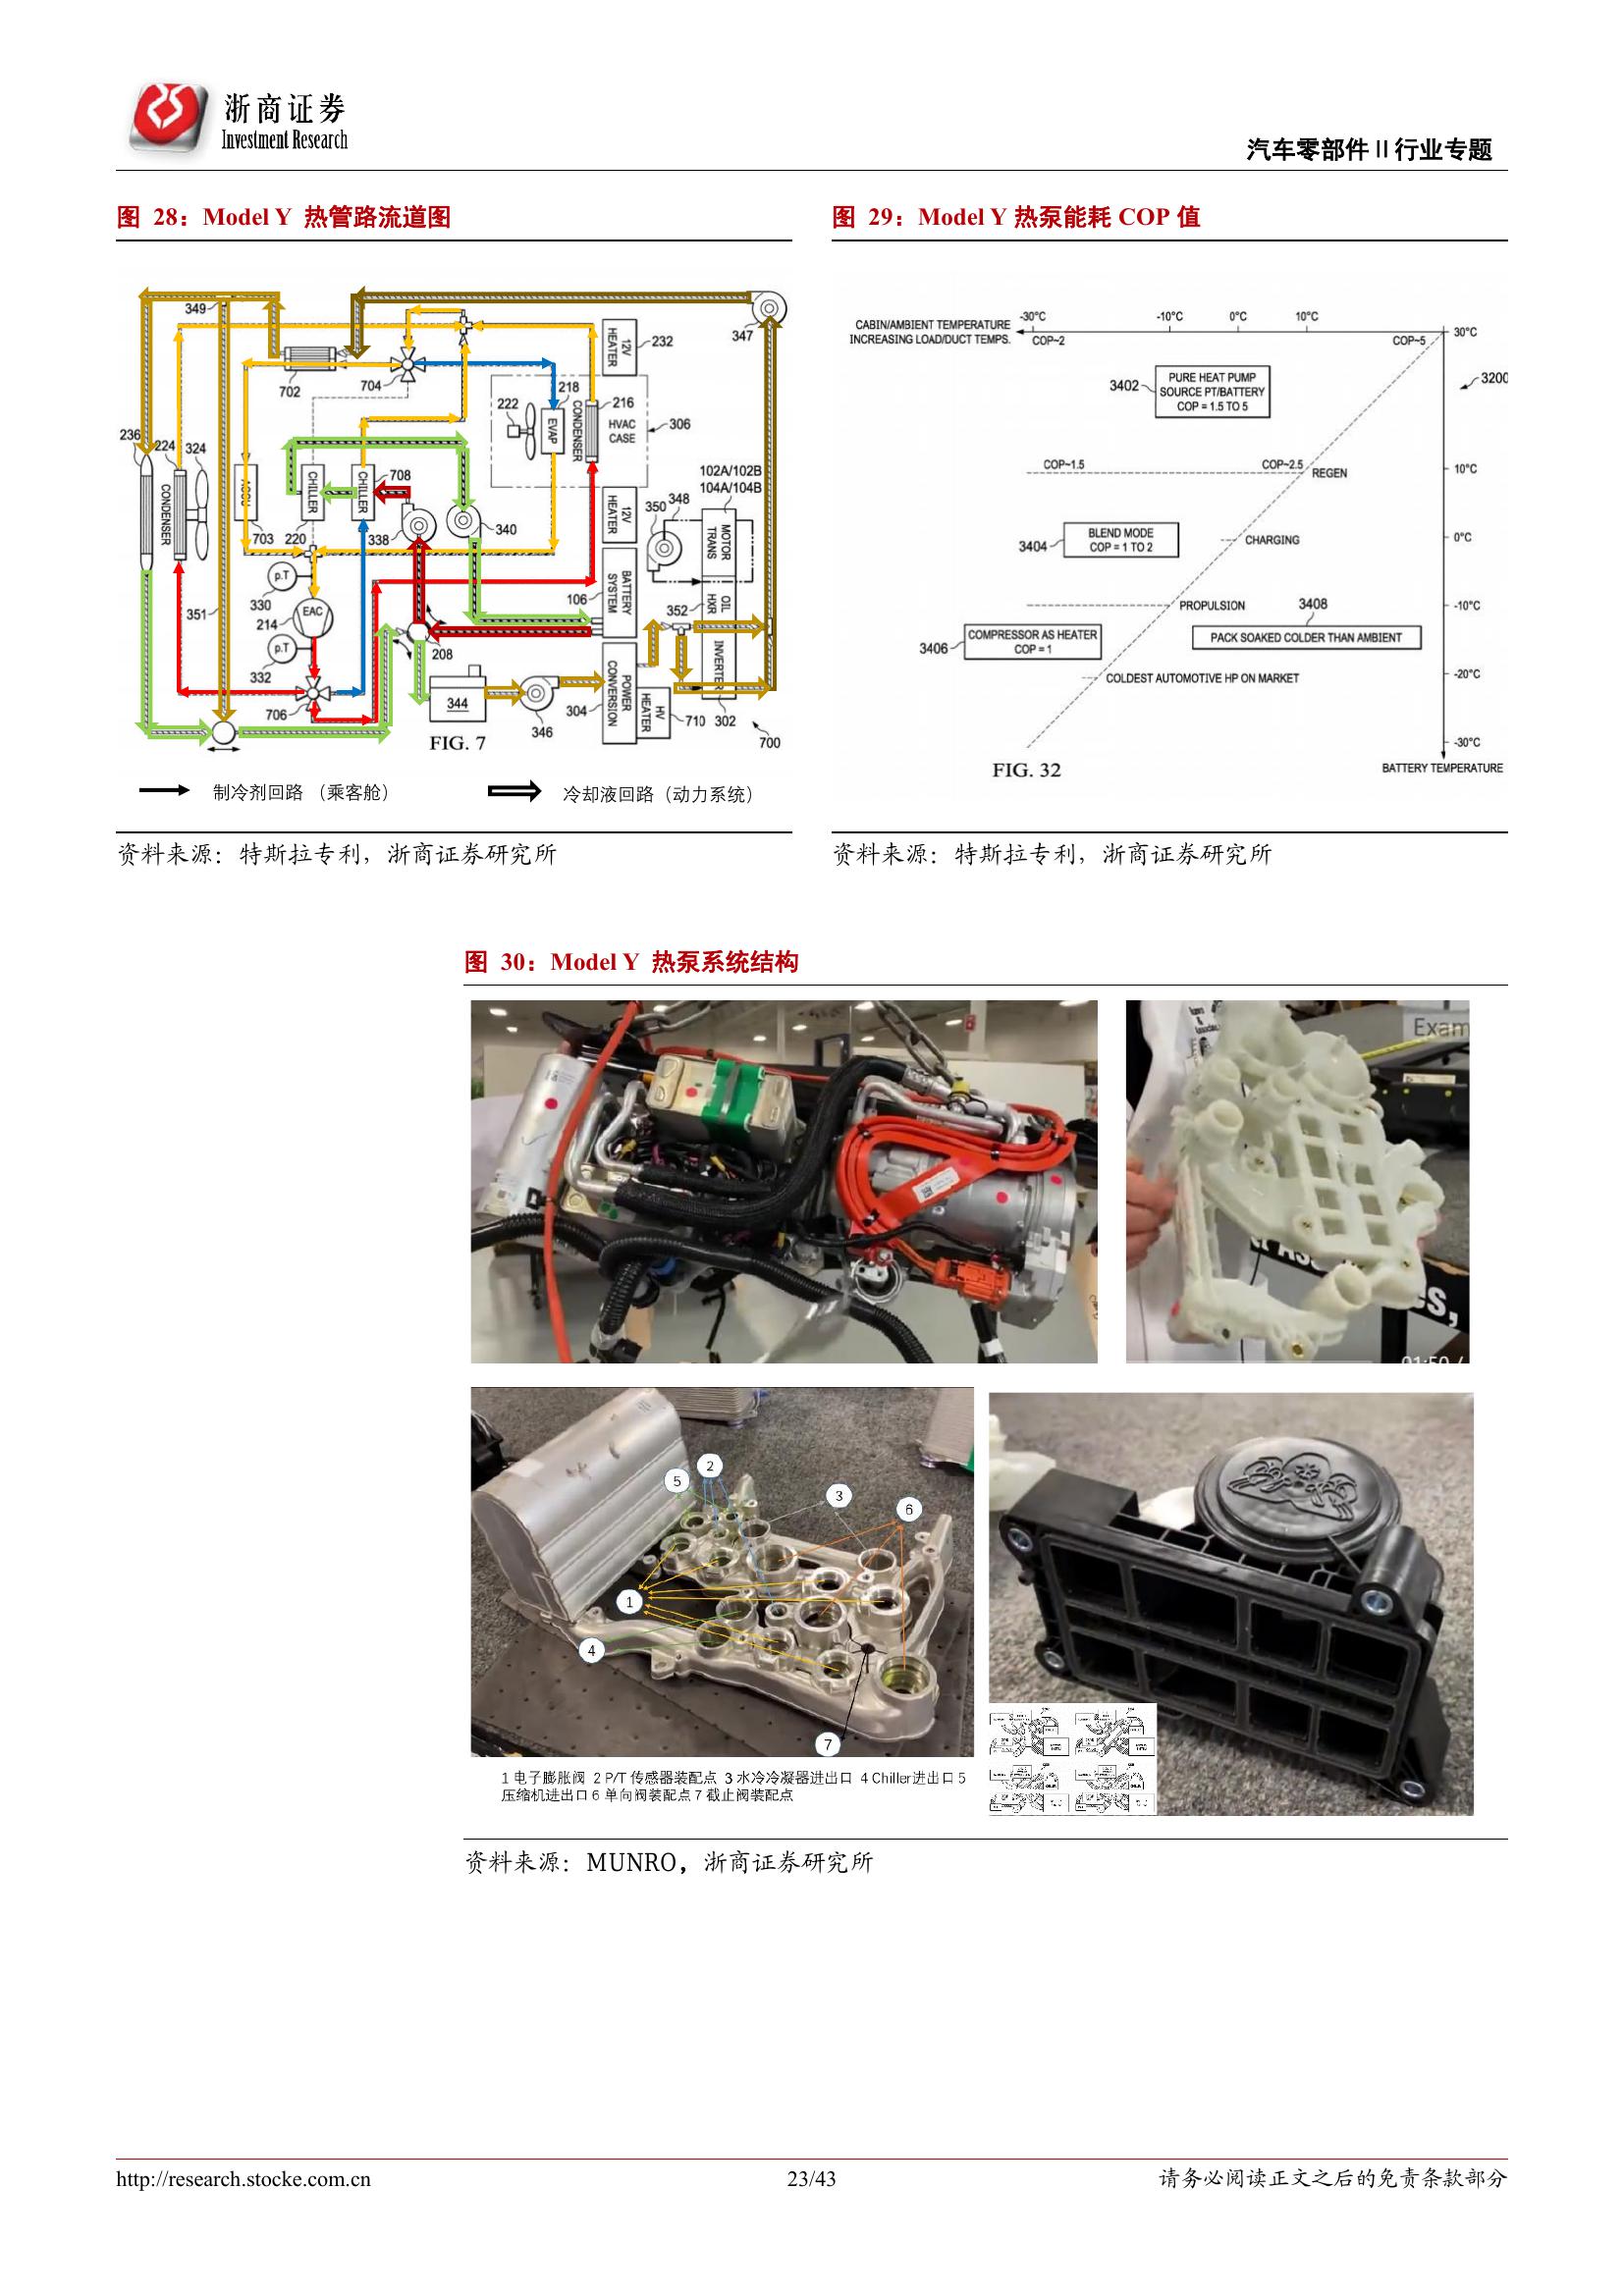 浙商证券
Investment Research
汽车零部件Ⅱ行业专题
图 28：Model Y 热管路流道图
349
702
704
347
12V HEATER
232
218
222
EVAP
CONDENSER
216
HVAC CASE
306
236
224
324
CONDENSER
703
CHILLER
220
CHILLER
708
338
340
102A/102B
104A/104B
348
350
12V HEATER
MOTOR TRANS
p.T
330
EAC
214
351
p.T
332
706
208
BATTERY SYSTEM
106
OIL HXR
352
INVERTER
344
346
POWER CONVERSION
304
HV HEATER
710
302
700
FIG. 7
制冷剂回路（乘客舱）
冷却液回路（动力系统）
资料来源：特斯拉专利，浙商证券研究所
图 29：Model Y 热泵能耗 COP 值
-30°C
-10°C
0°C
10°C
CABIN/AMBIENT TEMPERATURE
INCREASING LOAD/DUCT TEMPS.
COP~2
COP~5
30°C
3200
3402
PURE HEAT PUMP
SOURCE PT/BATTERY
COP = 1.5 TO 5
COP~1.5
COP~2.5
REGEN
10°C
3404
BLEND MODE
COP = 1 TO 2
CHARGING
0°C
PROPULSION
3408
-10°C
3406
COMPRESSOR AS HEATER
COP = 1
PACK SOAKED COLDER THAN AMBIENT
COLDEST AUTOMOTIVE HP ON MARKET
-20°C
-30°C
FIG. 32
BATTERY TEMPERATURE
资料来源：特斯拉专利，浙商证券研究所
图 30：Model Y 热泵系统结构
Exam
es,
01:50 /
5
2
3
6
1
4
7
1 电子膨胀阀 2 P/T 传感器装配点 3 水冷冷凝器进出口 4 Chiller进出口 5
压缩机进出口 6 单向阀装配点 7 截止阀装配点
资料来源：MUNRO，浙商证券研究所
http://research.stocke.com.cn
23/43
请务必阅读正文之后的免责条款部分